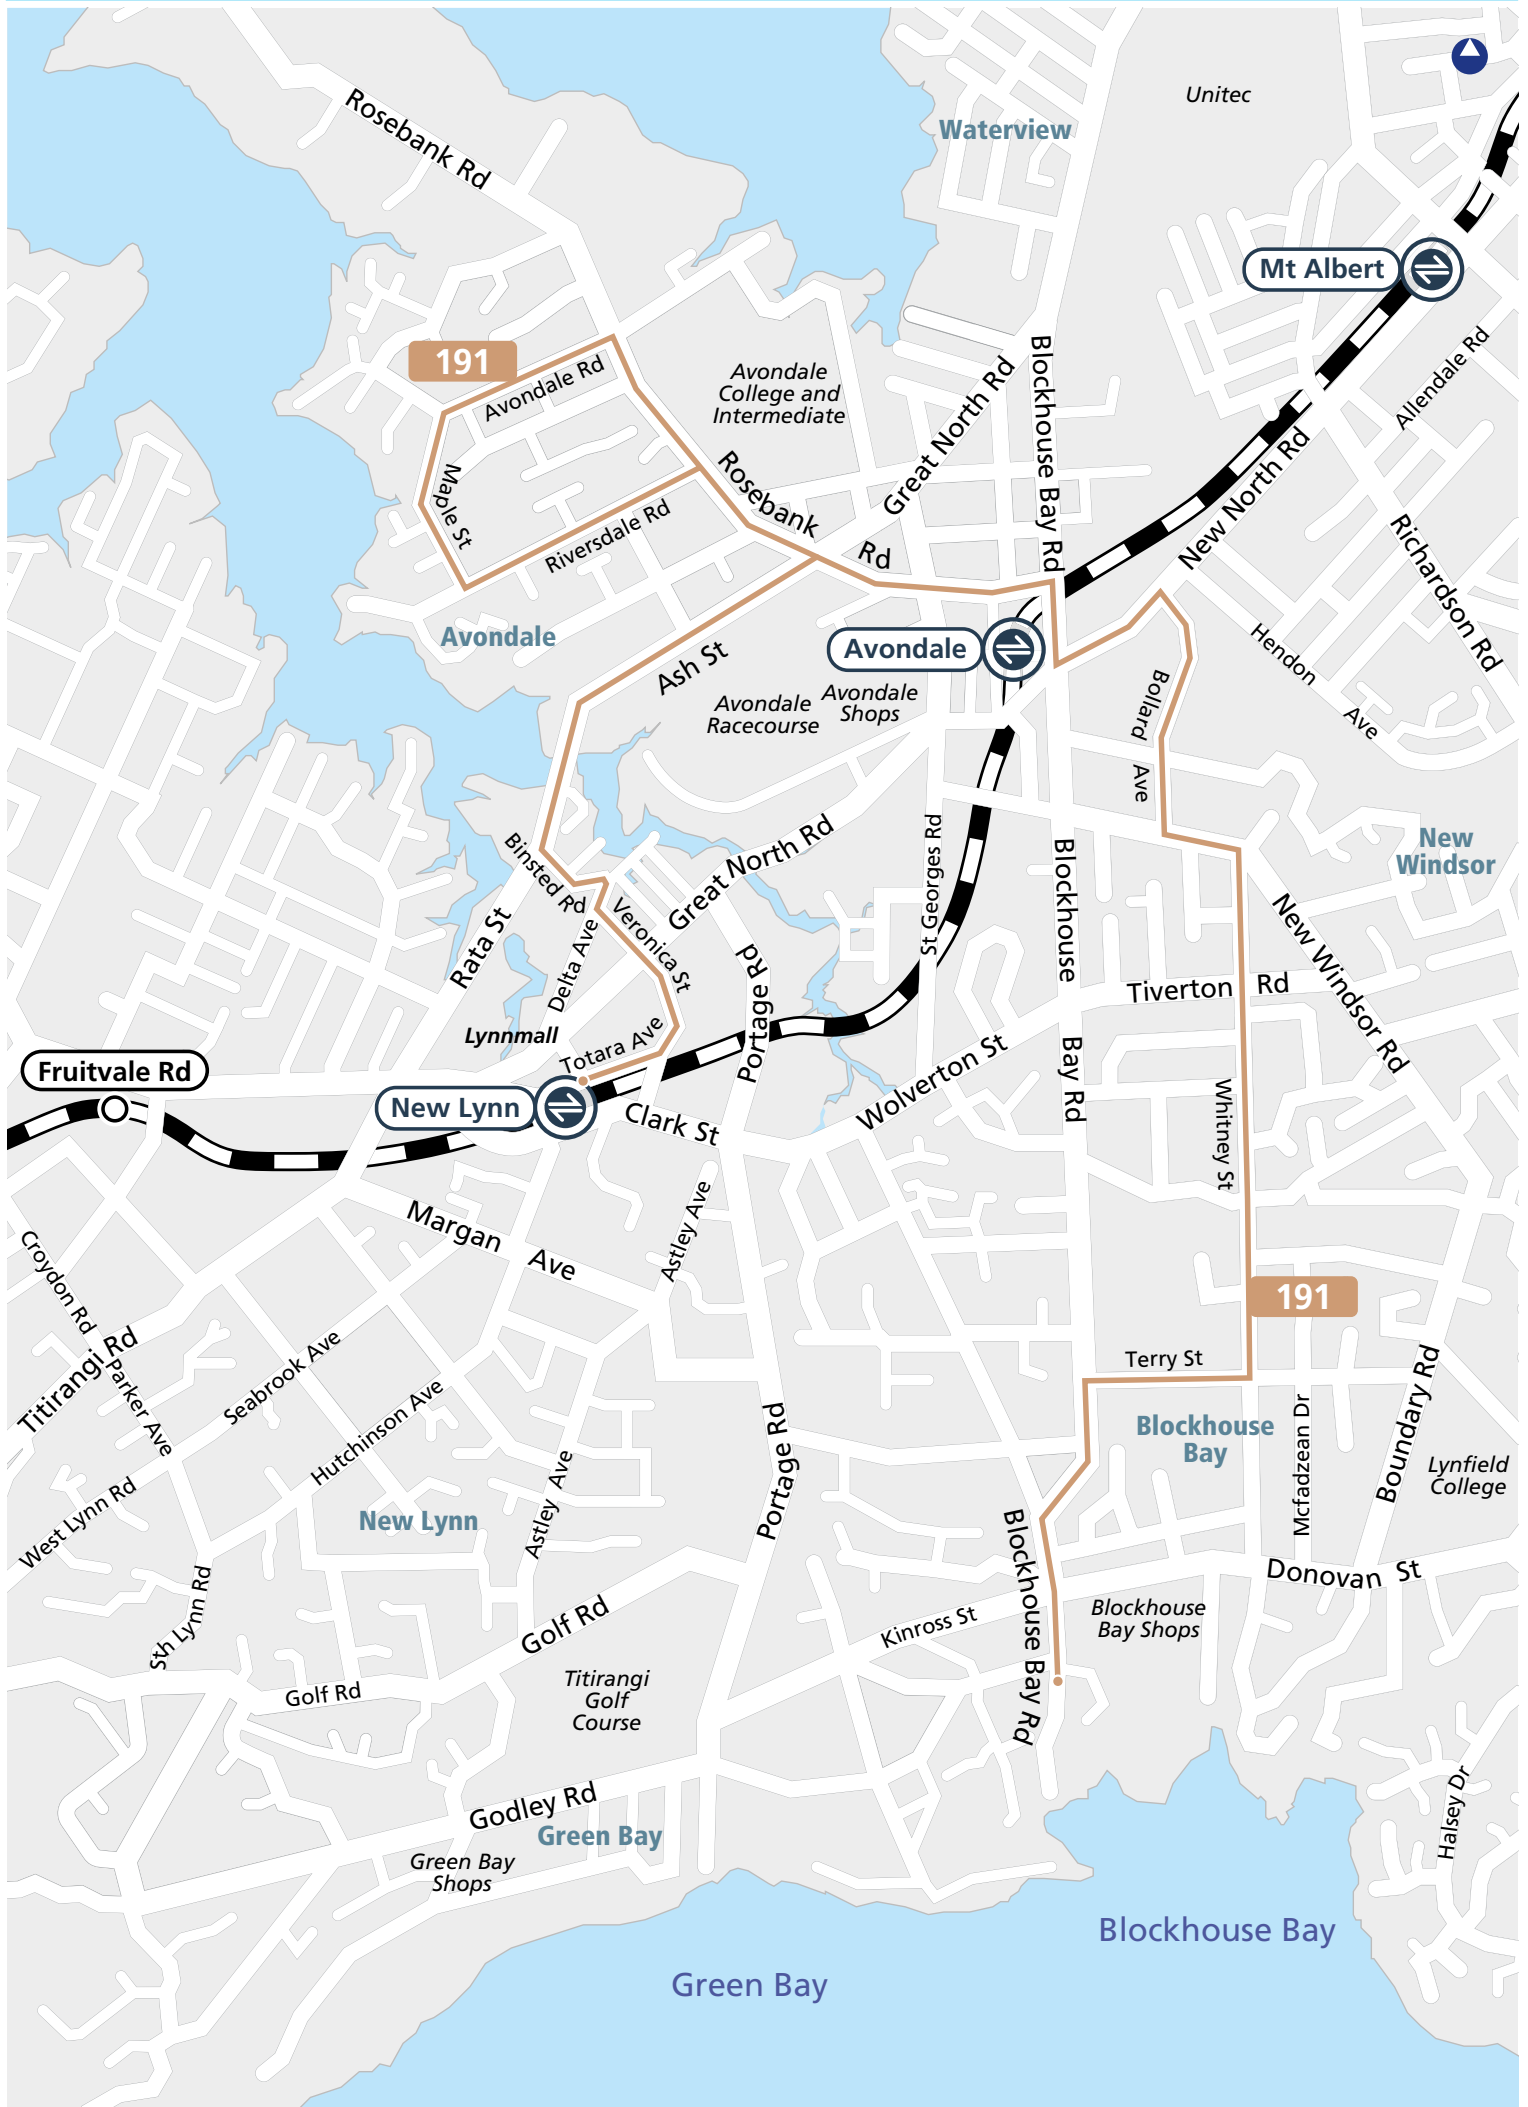 Unitec
Waterview
Rosebank Rd
Mt Albert
191
Avondale Rd
Avondale
College and
Intermediate
Great North Rd
Blockhouse Bay Rd
Allendale Rd
New North Rd
Maple St
Rosebank
Rd
Riversdale Rd
Richardson Rd
Avondale
Ash St
Avondale
Hendon
Ave
Avondale
Racecourse
Avondale
Shops
Bollard
Ave
Binsted Rd
Great North Rd
St Georges Rd
Blockhouse
Bay Rd
New
Windsor
Rata St
Delta Ave
Veronica St
Portage Rd
New Windsor Rd
Tiverton Rd
Lynnmall
Totara Ave
Fruitvale Rd
New Lynn
Clark St
Wolverton St
Whitney St
Margan Ave
Astley Ave
Croydon Rd
Titirangi Rd
Parker Ave
Seabrook Ave
Hutchinson Ave
191
Terry St
Portage Rd
Blockhouse
Bay
Mcfadzean Dr
Boundary Rd
Lynfield
College
West Lynn Rd
New Lynn
Astley Ave
Blockhouse Bay Rd
Donovan St
Sth Lynn Rd
Golf Rd
Kinross St
Blockhouse
Bay Shops
Golf Rd
Titirangi
Golf
Course
Godley Rd
Green Bay
Green Bay
Shops
Halsey Dr
Blockhouse Bay
Green Bay